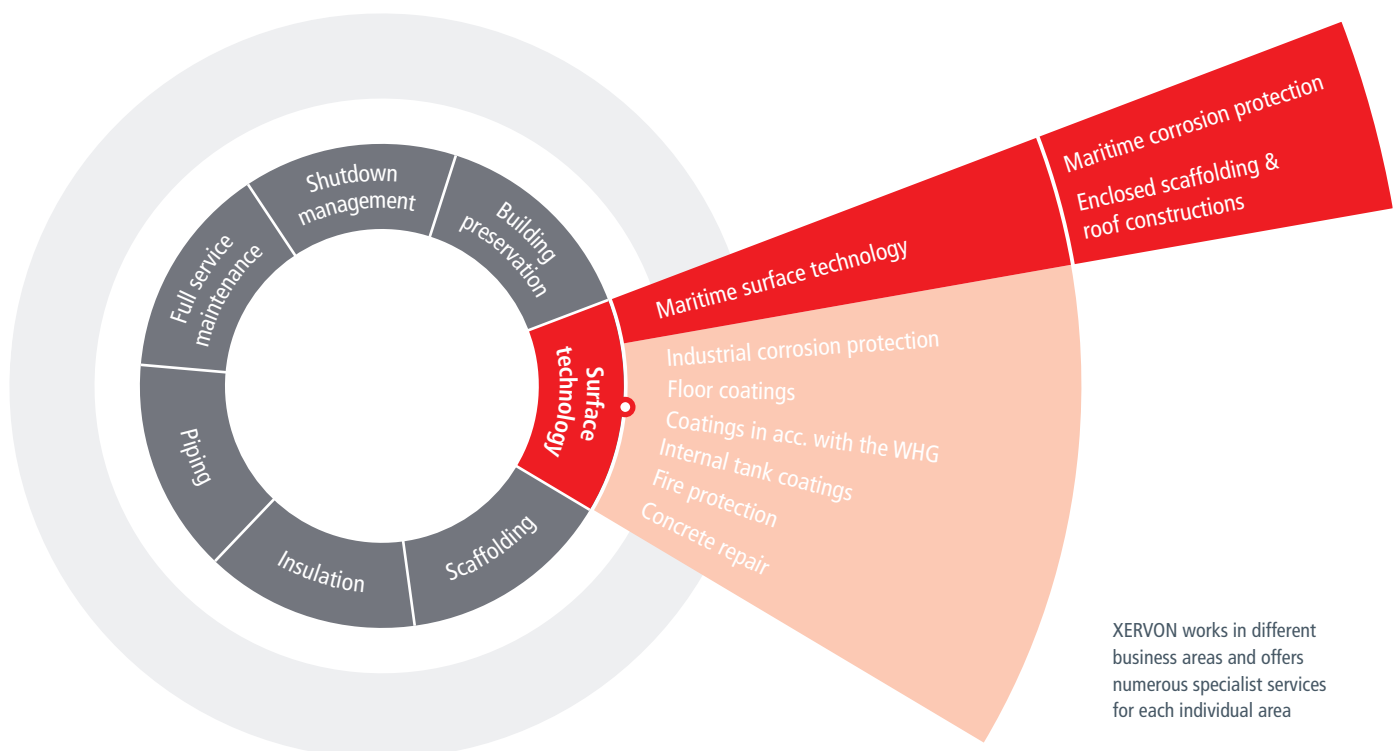 Shutdown
management
Building
preservation
Full service
maintenance
Piping
Insulation
Scaffolding
Surface
technology
Maritime surface technology
Industrial corrosion protection
Floor coatings
Coatings in acc. with the WHG
Internal tank coatings
Fire protection
Concrete repair
Maritime corrosion protection
Enclosed scaffolding &
roof constructions
XERVON works in different
business areas and offers
numerous specialist services
for each individual area